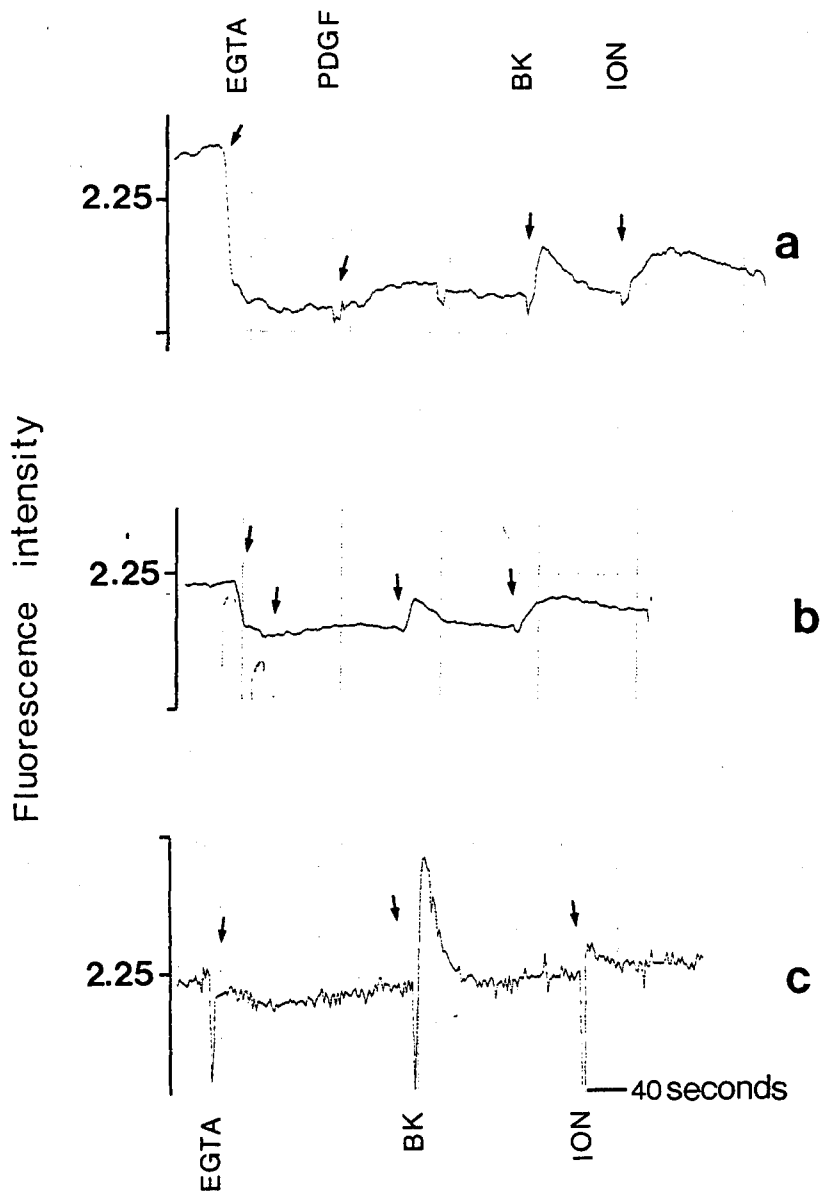 EGTA PDGF BK ION
2.25
a
Fluorescence intensity
2.25
b
2.25
c
40 seconds
EGTA BK ION